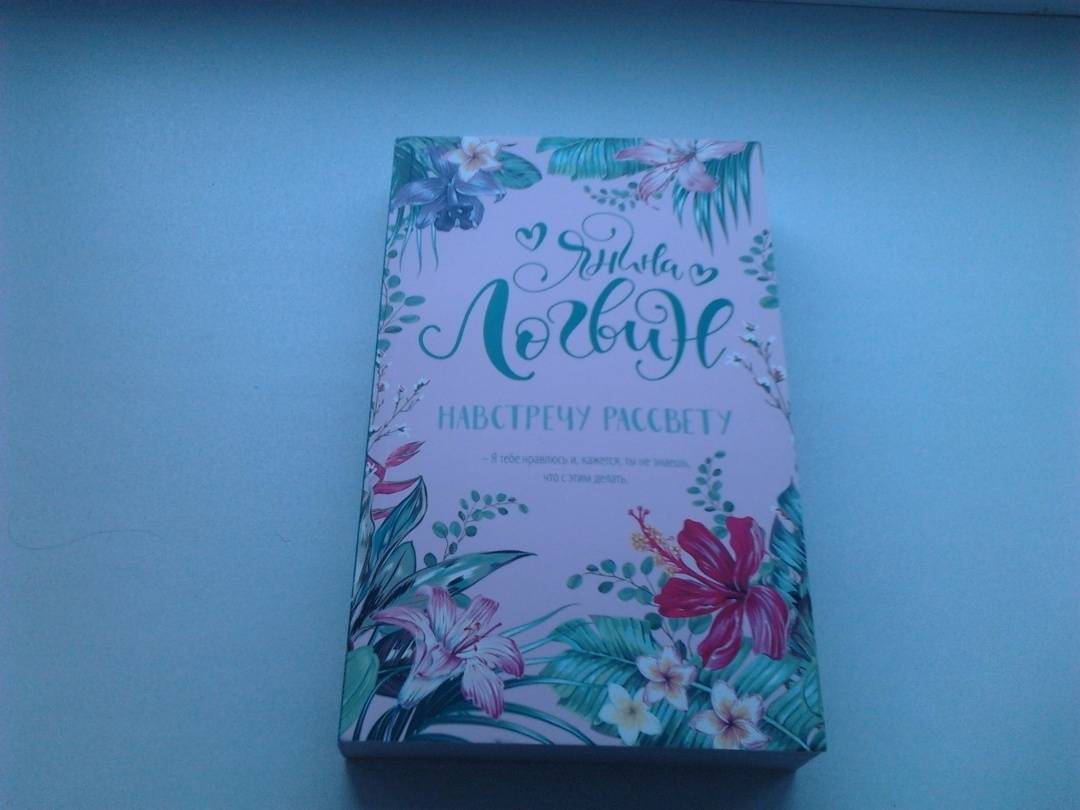 Янина
Логвин
НАВСТРЕЧУ РАССВЕТУ
– Я тебе нравлюсь и, кажется, ты не знаешь,
что с этим делать.